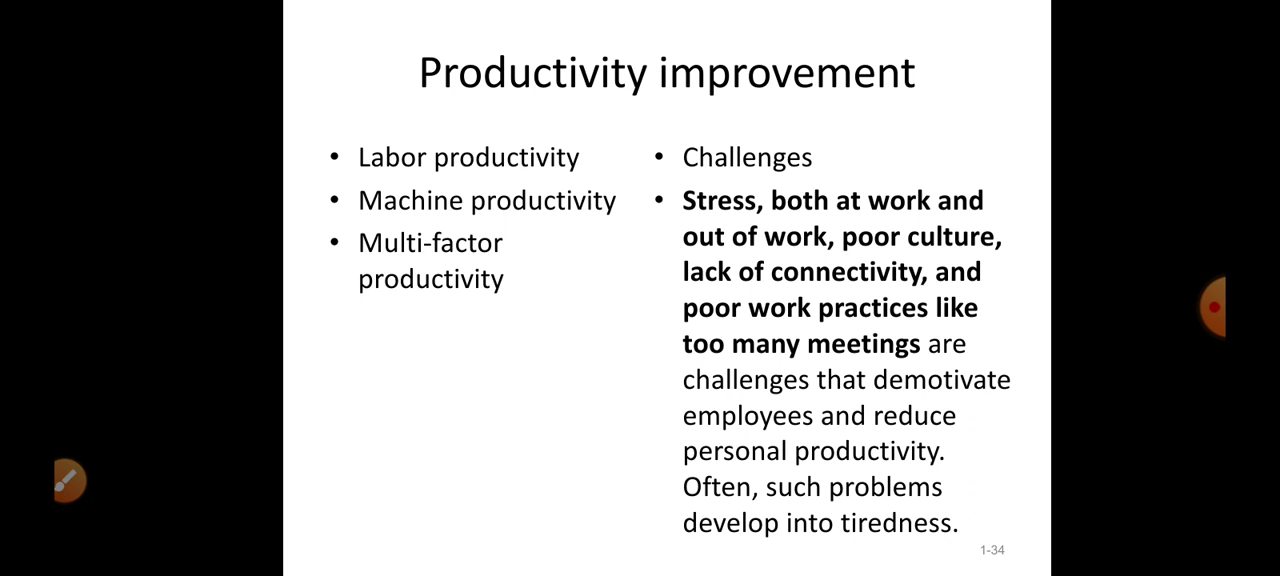 Productivity improvement
• Labor productivity
• Machine productivity
• Multi-factor
productivity
• Challenges
• Stress, both at work and
out of work, poor culture,
lack of connectivity, and
poor work practices like
too many meetings are
challenges that demotivate
employees and reduce
personal productivity.
Often, such problems
develop into tiredness.
1-34